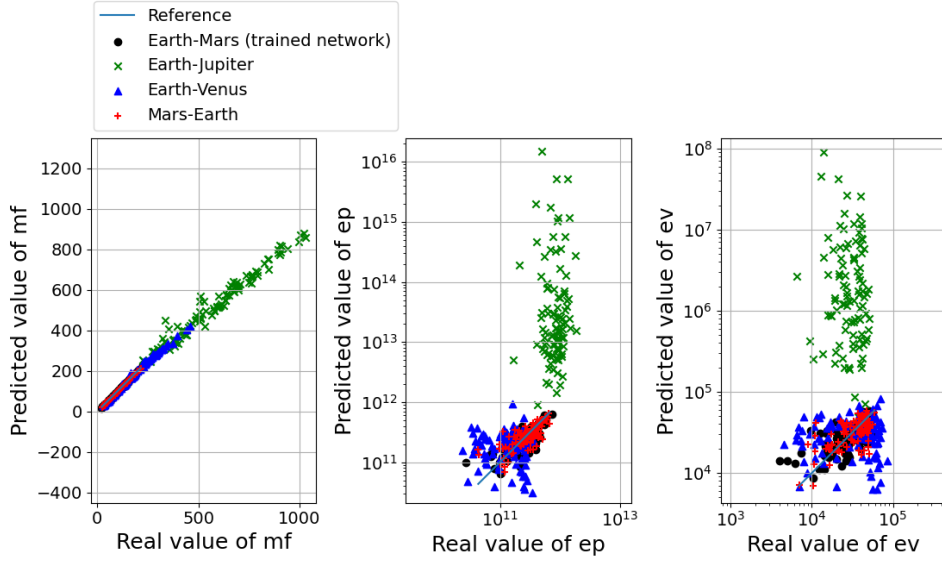 Reference
Earth-Mars (trained network)
Earth-Jupiter
Earth-Venus
Mars-Earth
Predicted value of mf
1200
1000
800
600
400
200
0
−200
−400
0
500
1000
Real value of mf
Predicted value of ep
10^16
10^15
10^14
10^13
10^12
10^11
10^11
10^13
Real value of ep
Predicted value of ev
10^8
10^7
10^6
10^5
10^4
10^3
10^4
10^5
Real value of ev